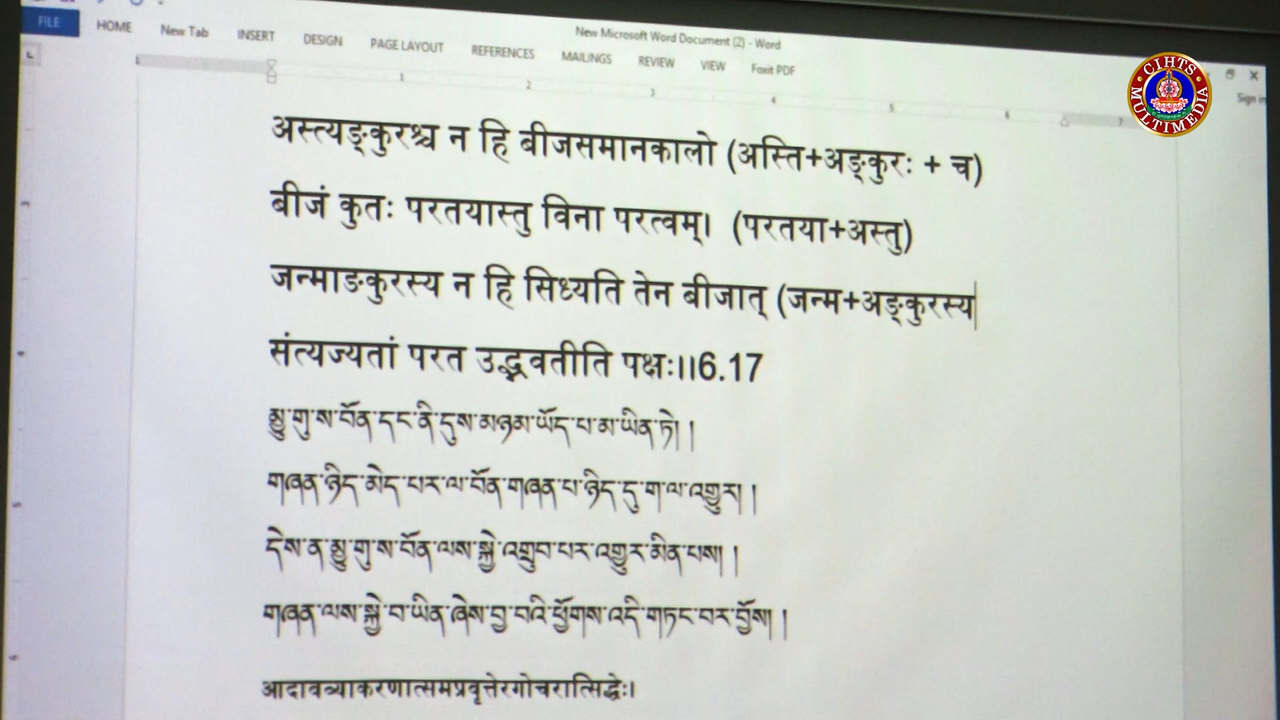 FILE HOME New Tab INSERT DESIGN PAGE LAYOUT REFERENCES MAILINGS REVIEW VIEW Foxit PDF
New Microsoft Word Document (2) - Word
Sign in
CIHTS MULTIMEDIA
अस्त्यङ्कुरश्च न हि बीजसमानकालो (अस्ति+अङ्कुरः + च)
बीजं कुतः परतयास्तु विना परत्वम्। (परतया+अस्तु)
जन्माङकुरस्य न हि सिध्यति तेन बीजात् (जन्म+अङ्कुरस्य
संत्यज्यतां परत उद्भवतीति पक्षः।।6.17
མྱུ་གུ་ས་བོན་དང་ནི་དུས་མཉམ་ཡོད་པ་མ་ཡིན་ཏེ། །
གཞན་ཉིད་མེད་པར་ས་བོན་གཞན་པ་ཉིད་དུ་ག་ལ་འགྱུར། །
དེས་ན་མྱུ་གུ་ས་བོན་ལས་སྐྱེ་འགྲུབ་པར་འགྱུར་མིན་པས། །
གཞན་ལས་སྐྱེ་བ་ཡིན་ཞེས་བྱ་བའི་ཕྱོགས་འདི་གཏང་བར་བྱོས། །
आदावव्याकरणात्समप्रवृत्तेरगोचरात्सिद्धेः।